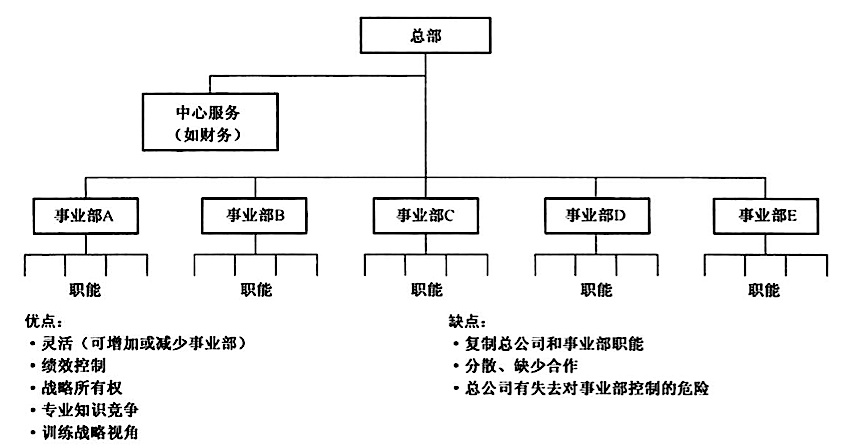 总部
中心服务
（如财务）
事业部A
事业部B
事业部C
事业部D
事业部E
职能
职能
职能
职能
职能
优点：
·灵活（可增加或减少事业部）
·绩效控制
·战略所有权
·专业知识竞争
·训练战略视角
缺点：
·复制总公司和事业部职能
·分散、缺少合作
·总公司有失去对事业部控制的危险